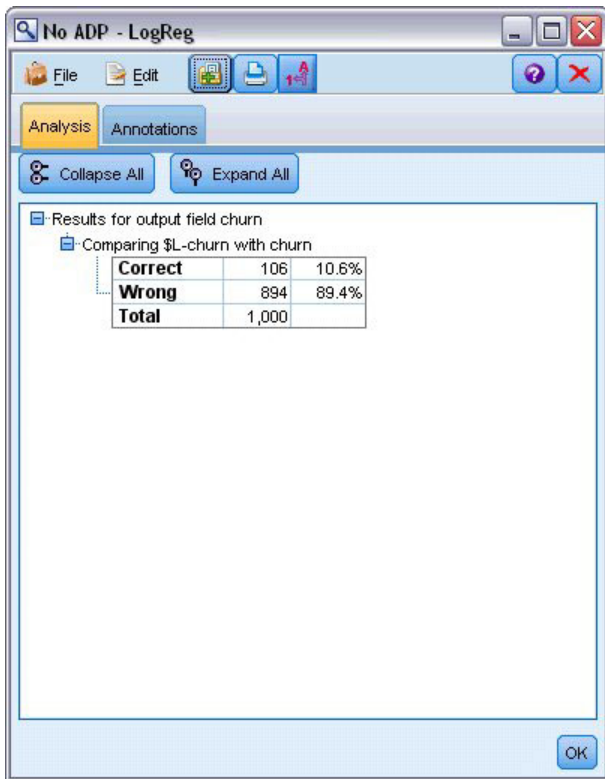 No ADP - LogReg
File Edit
Analysis Annotations
Collapse All Expand All
Results for output field churn
Comparing $L-churn with churn
Correct 106 10.6%
Wrong 894 89.4%
Total 1,000
OK